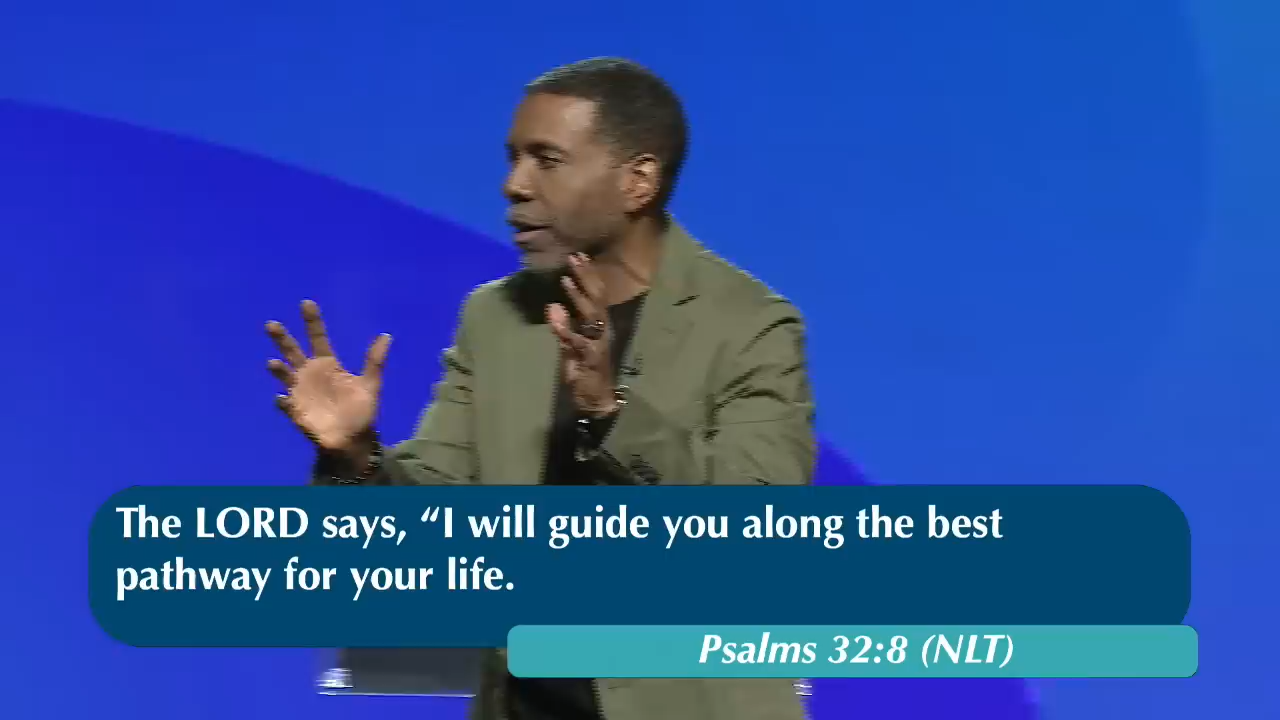 The LORD says, “I will guide you along the best
pathway for your life.
Psalms 32:8 (NLT)